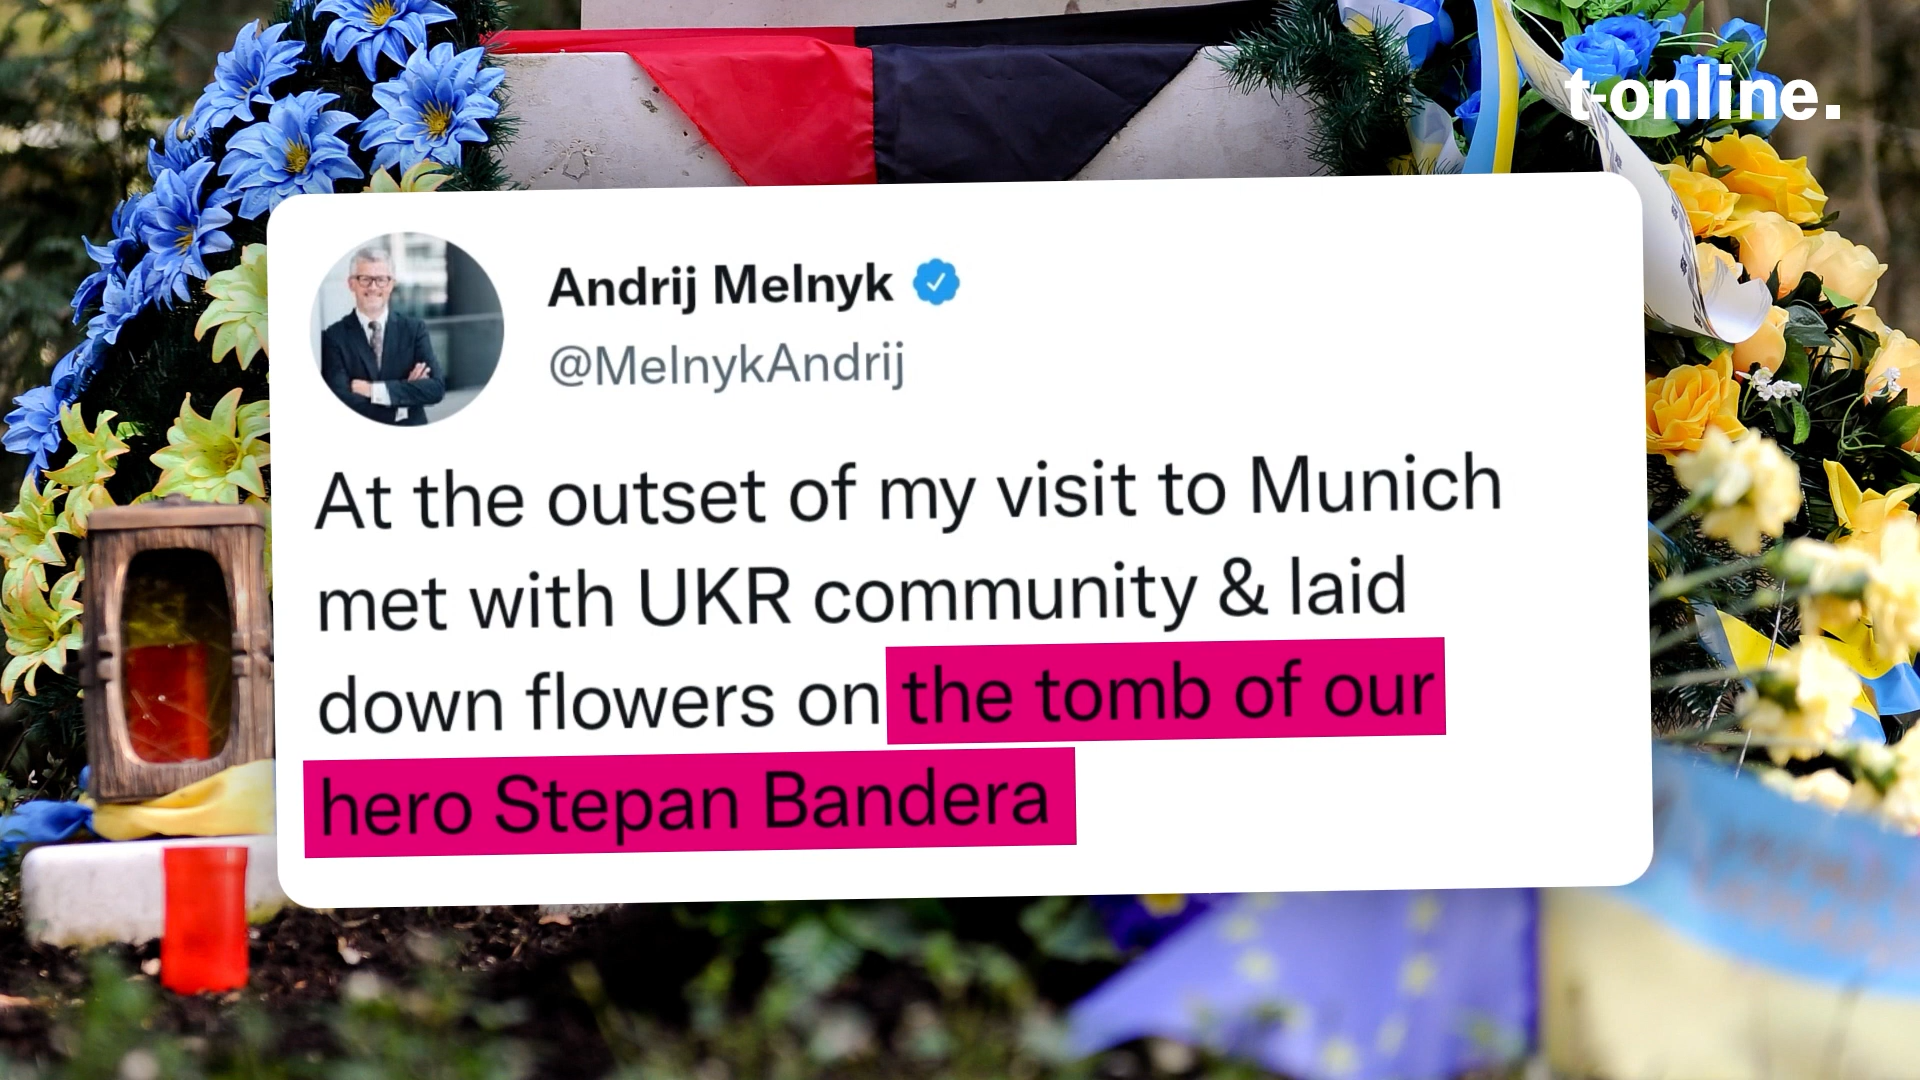 t-online.
Andrij Melnyk
@MelnykAndrij
At the outset of my visit to Munich
met with UKR community & laid
down flowers on the tomb of our
hero Stepan Bandera